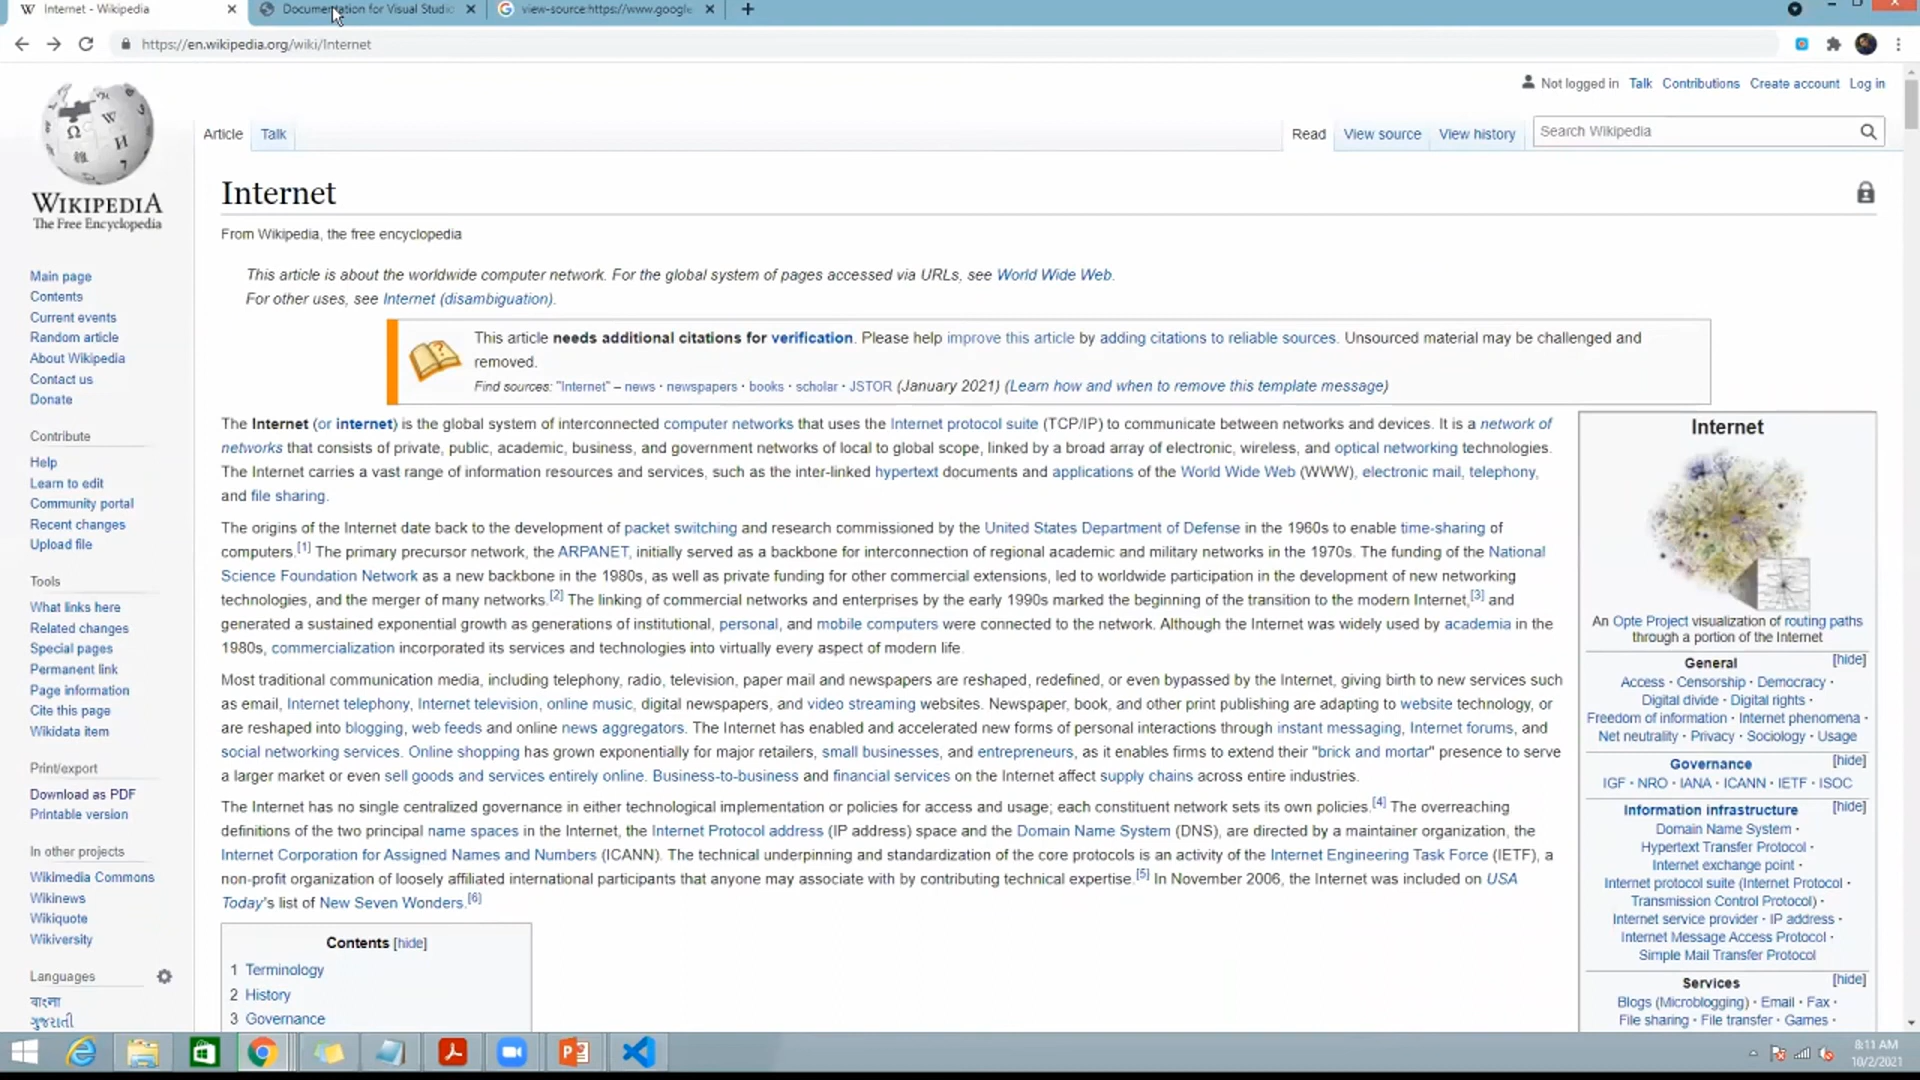 Internet - Wikipedia
Documentation for Visual Studio
view-source:https://www.google.
https://en.wikipedia.org/wiki/Internet
Not logged in Talk Contributions Create account Log in
Article Talk
Read View source View history
Search Wikipedia
WIKIPEDIA
The Free Encyclopedia
Main page
Contents
Current events
Random article
About Wikipedia
Contact us
Donate
Contribute
Help
Learn to edit
Community portal
Recent changes
Upload file
Tools
What links here
Related changes
Special pages
Permanent link
Page information
Cite this page
Wikidata item
Print/export
Download as PDF
Printable version
In other projects
Wikimedia Commons
Wikinews
Wikiquote
Wikiversity
Languages
বাংলা
ગુજરાતી
Internet
From Wikipedia, the free encyclopedia
This article is about the worldwide computer network. For the global system of pages accessed via URLs, see World Wide Web.
For other uses, see Internet (disambiguation).
This article needs additional citations for verification. Please help improve this article by adding citations to reliable sources. Unsourced material may be challenged and
removed.
Find sources: "Internet" – news · newspapers · books · scholar · JSTOR (January 2021) (Learn how and when to remove this template message)
The Internet (or internet) is the global system of interconnected computer networks that uses the Internet protocol suite (TCP/IP) to communicate between networks and devices. It is a network of
networks that consists of private, public, academic, business, and government networks of local to global scope, linked by a broad array of electronic, wireless, and optical networking technologies.
The Internet carries a vast range of information resources and services, such as the inter-linked hypertext documents and applications of the World Wide Web (WWW), electronic mail, telephony,
and file sharing.
The origins of the Internet date back to the development of packet switching and research commissioned by the United States Department of Defense in the 1960s to enable time-sharing of
computers.[1] The primary precursor network, the ARPANET, initially served as a backbone for interconnection of regional academic and military networks in the 1970s. The funding of the National
Science Foundation Network as a new backbone in the 1980s, as well as private funding for other commercial extensions, led to worldwide participation in the development of new networking
technologies, and the merger of many networks.[2] The linking of commercial networks and enterprises by the early 1990s marked the beginning of the transition to the modern Internet,[3] and
generated a sustained exponential growth as generations of institutional, personal, and mobile computers were connected to the network. Although the Internet was widely used by academia in the
1980s, commercialization incorporated its services and technologies into virtually every aspect of modern life.
Most traditional communication media, including telephony, radio, television, paper mail and newspapers are reshaped, redefined, or even bypassed by the Internet, giving birth to new services such
as email, Internet telephony, Internet television, online music, digital newspapers, and video streaming websites. Newspaper, book, and other print publishing are adapting to website technology, or
are reshaped into blogging, web feeds and online news aggregators. The Internet has enabled and accelerated new forms of personal interactions through instant messaging, Internet forums, and
social networking services. Online shopping has grown exponentially for major retailers, small businesses, and entrepreneurs, as it enables firms to extend their "brick and mortar" presence to serve
a larger market or even sell goods and services entirely online. Business-to-business and financial services on the Internet affect supply chains across entire industries.
The Internet has no single centralized governance in either technological implementation or policies for access and usage; each constituent network sets its own policies.[4] The overreaching
definitions of the two principal name spaces in the Internet, the Internet Protocol address (IP address) space and the Domain Name System (DNS), are directed by a maintainer organization, the
Internet Corporation for Assigned Names and Numbers (ICANN). The technical underpinning and standardization of the core protocols is an activity of the Internet Engineering Task Force (IETF), a
non-profit organization of loosely affiliated international participants that anyone may associate with by contributing technical expertise.[5] In November 2006, the Internet was included on USA
Today's list of New Seven Wonders.[6]
Contents [hide]
1 Terminology
2 History
3 Governance
Internet
An Opte Project visualization of routing paths
through a portion of the Internet
General [hide]
Access · Censorship · Democracy ·
Digital divide · Digital rights ·
Freedom of information · Internet phenomena ·
Net neutrality · Privacy · Sociology · Usage
Governance [hide]
IGF · NRO · IANA · ICANN · IETF · ISOC
Information infrastructure [hide]
Domain Name System ·
Hypertext Transfer Protocol ·
Internet exchange point ·
Internet protocol suite (Internet Protocol ·
Transmission Control Protocol) ·
Internet service provider · IP address ·
Internet Message Access Protocol ·
Simple Mail Transfer Protocol
Services [hide]
Blogs (Microblogging) · Email · Fax ·
File sharing · File transfer · Games ·
8:11 AM
10/2/2021